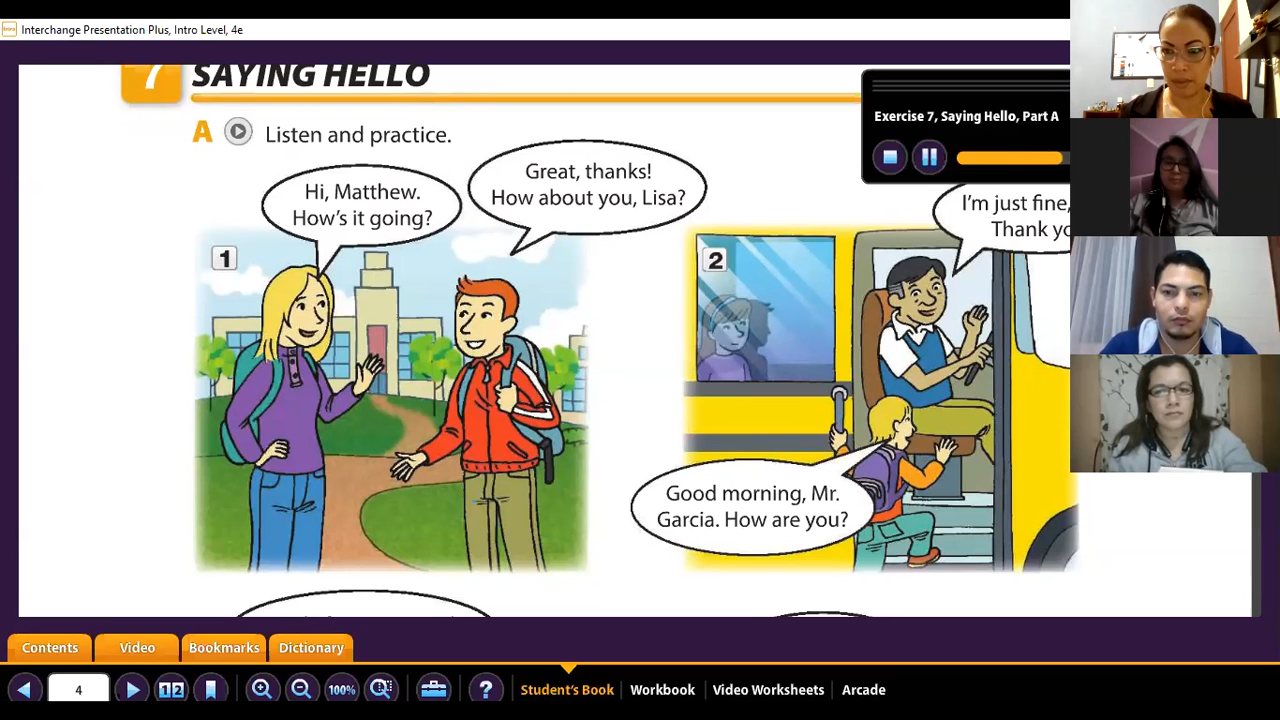 Interchange Presentation Plus, Intro Level, 4e
7 SAYING HELLO
A Listen and practice.
Exercise 7, Saying Hello, Part A
Hi, Matthew.
How's it going?
Great, thanks!
How about you, Lisa?
I'm just fine,
Thank
1
2
Good morning, Mr.
Garcia. How are you?
Contents
Video
Bookmarks
Dictionary
4
1 2
100%
?
Student's Book
Workbook
Video Worksheets
Arcade